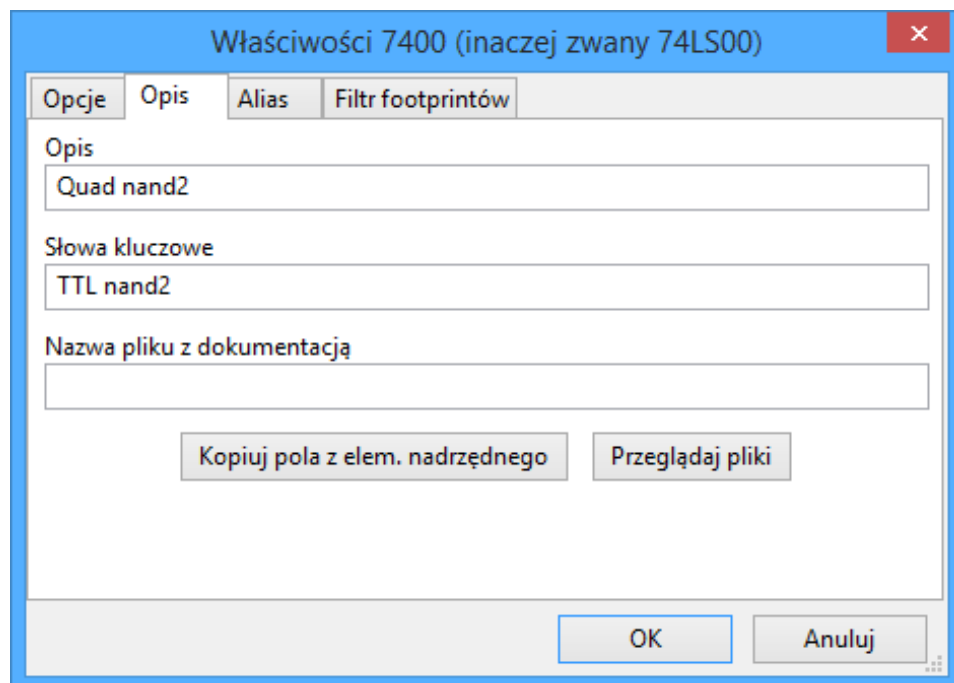 Właściwości 7400 (inaczej zwany 74LS00)
Opcje Opis Alias Filtr footprintów
Opis
Quad nand2
Słowa kluczowe
TTL nand2
Nazwa pliku z dokumentacją
Kopiuj pola z elem. nadrzędnego Przeglądaj pliki
OK Anuluj